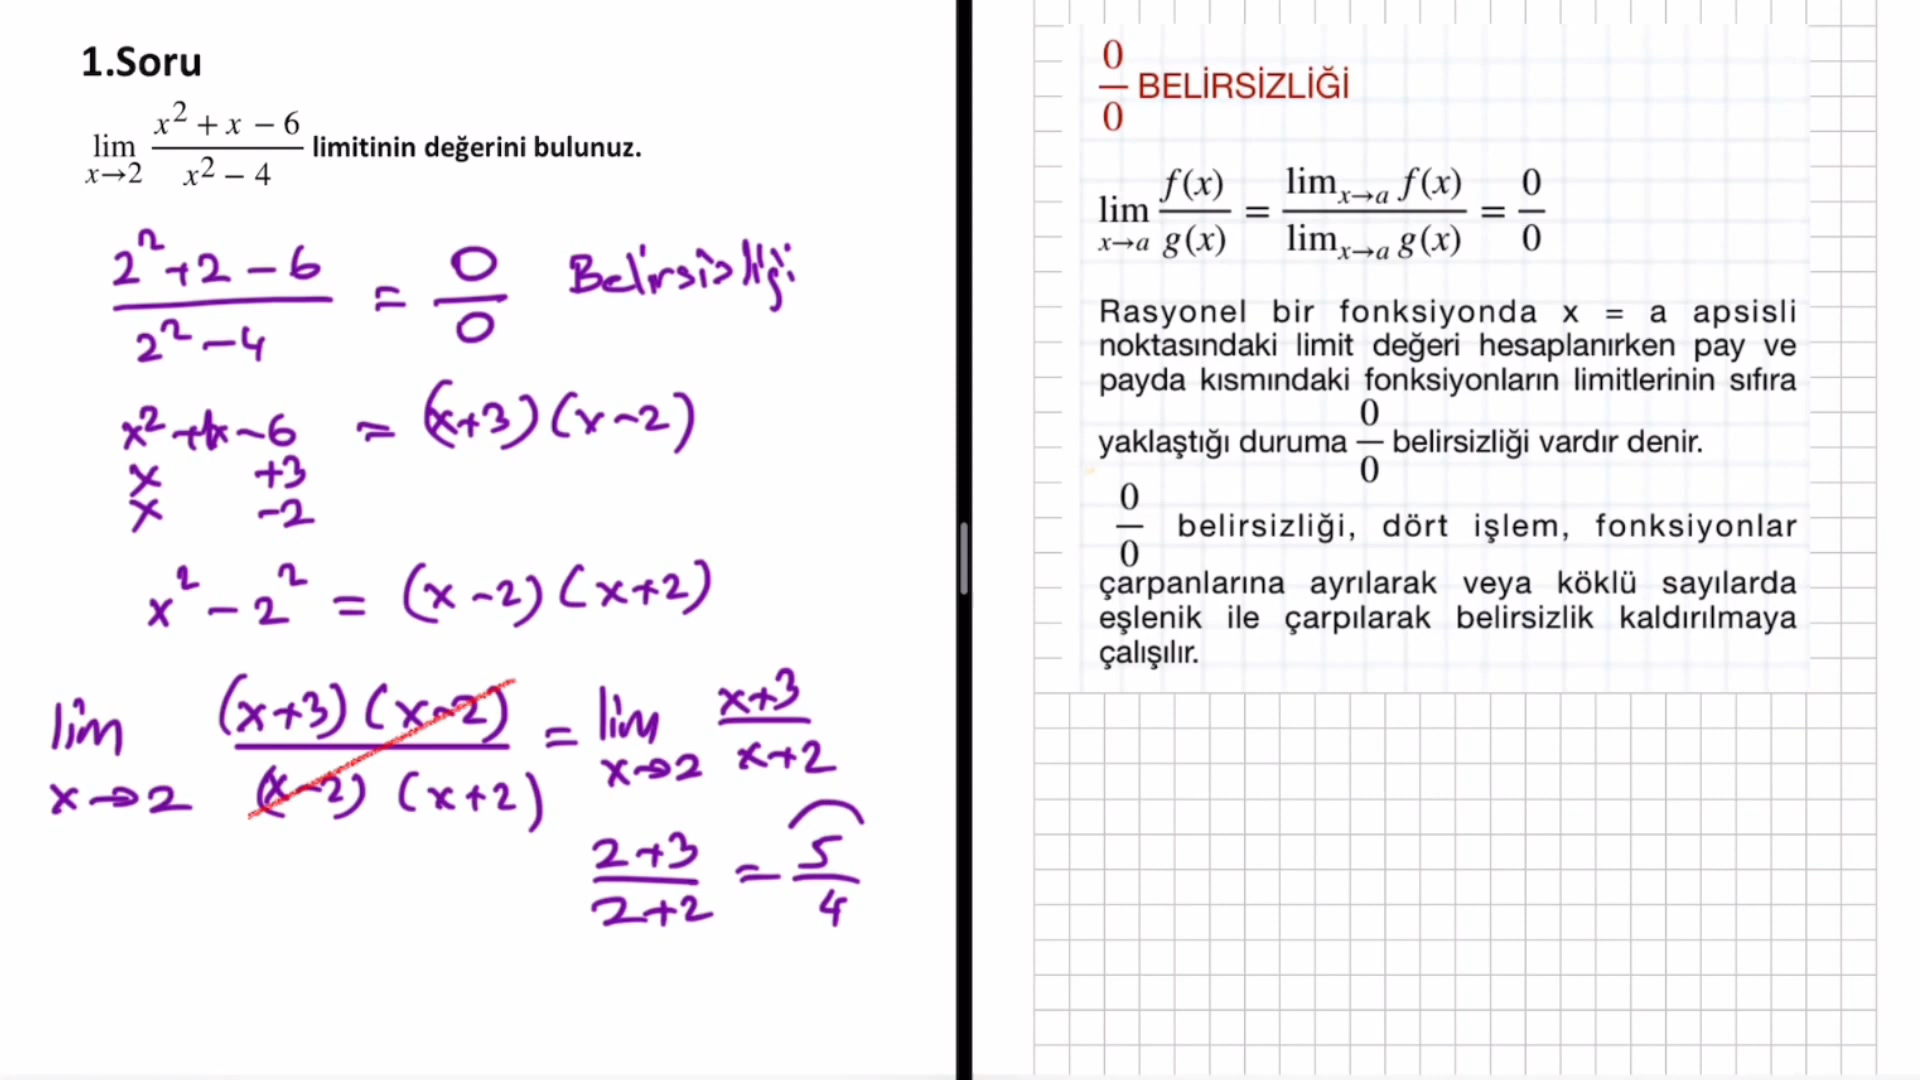 1.Soru
lim x→2 (x² + x − 6)/(x² − 4) limitinin değerini bulunuz.
(2² + 2 − 6)/(2² − 4) = 0/0 Belirsizliği
x² + x − 6 = (x+3)(x−2)
x +3
x −2
x² − 2² = (x−2)(x+2)
lim x→2 (x+3)(x−2)/(x−2)(x+2) = lim x→2 (x+3)/(x+2)
(2+3)/(2+2) = 5/4
0/0 BELİRSİZLİĞİ
lim x→a f(x)/g(x) = lim x→a f(x)/lim x→a g(x) = 0/0
Rasyonel bir fonksiyonda x = a apsisli
noktasındaki limit değeri hesaplanırken pay ve
payda kısmındaki fonksiyonların limitlerinin sıfıra
yaklaştığı duruma 0/0 belirsizliği vardır denir.
0/0 belirsizliği, dört işlem, fonksiyonlar
çarpanlarına ayrılarak veya köklü sayılarda
eşlenik ile çarpılarak belirsizlik kaldırılmaya
çalışılır.